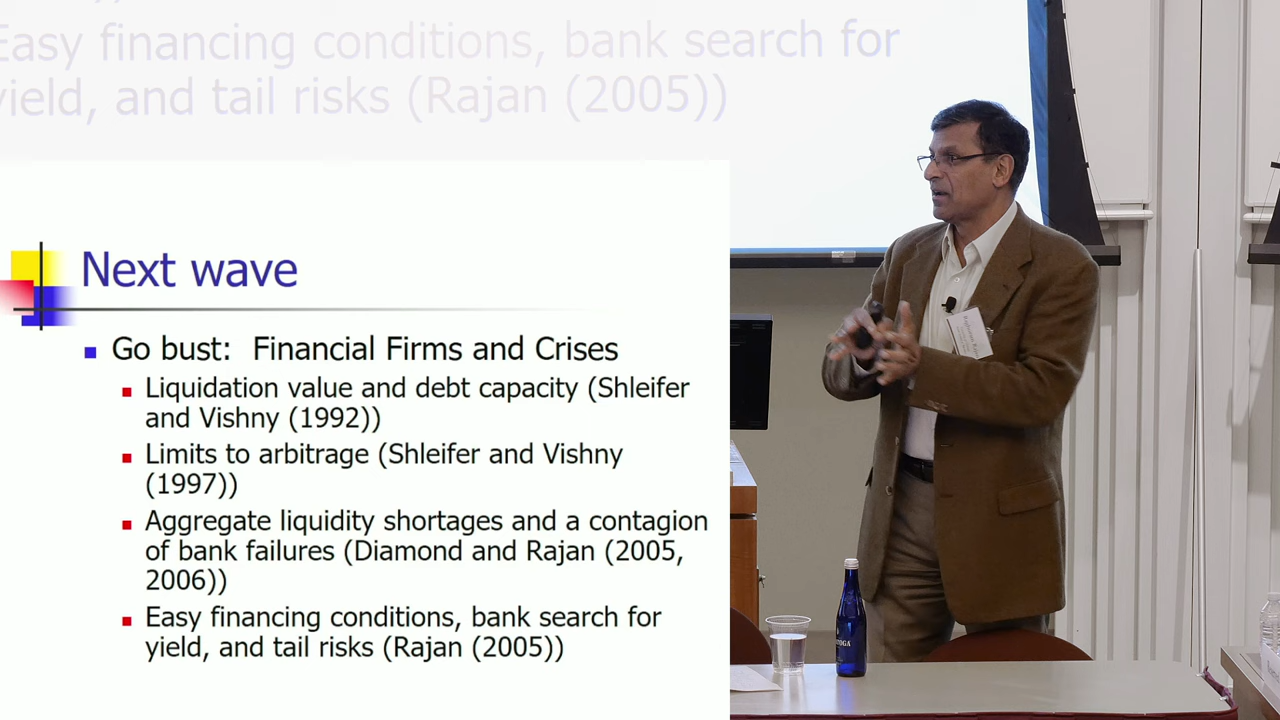 Easy financing conditions, bank search for
yield, and tail risks (Rajan (2005))
Next wave
Go bust: Financial Firms and Crises
Liquidation value and debt capacity (Shleifer
and Vishny (1992))
Limits to arbitrage (Shleifer and Vishny
(1997))
Aggregate liquidity shortages and a contagion
of bank failures (Diamond and Rajan (2005,
2006))
Easy financing conditions, bank search for
yield, and tail risks (Rajan (2005))